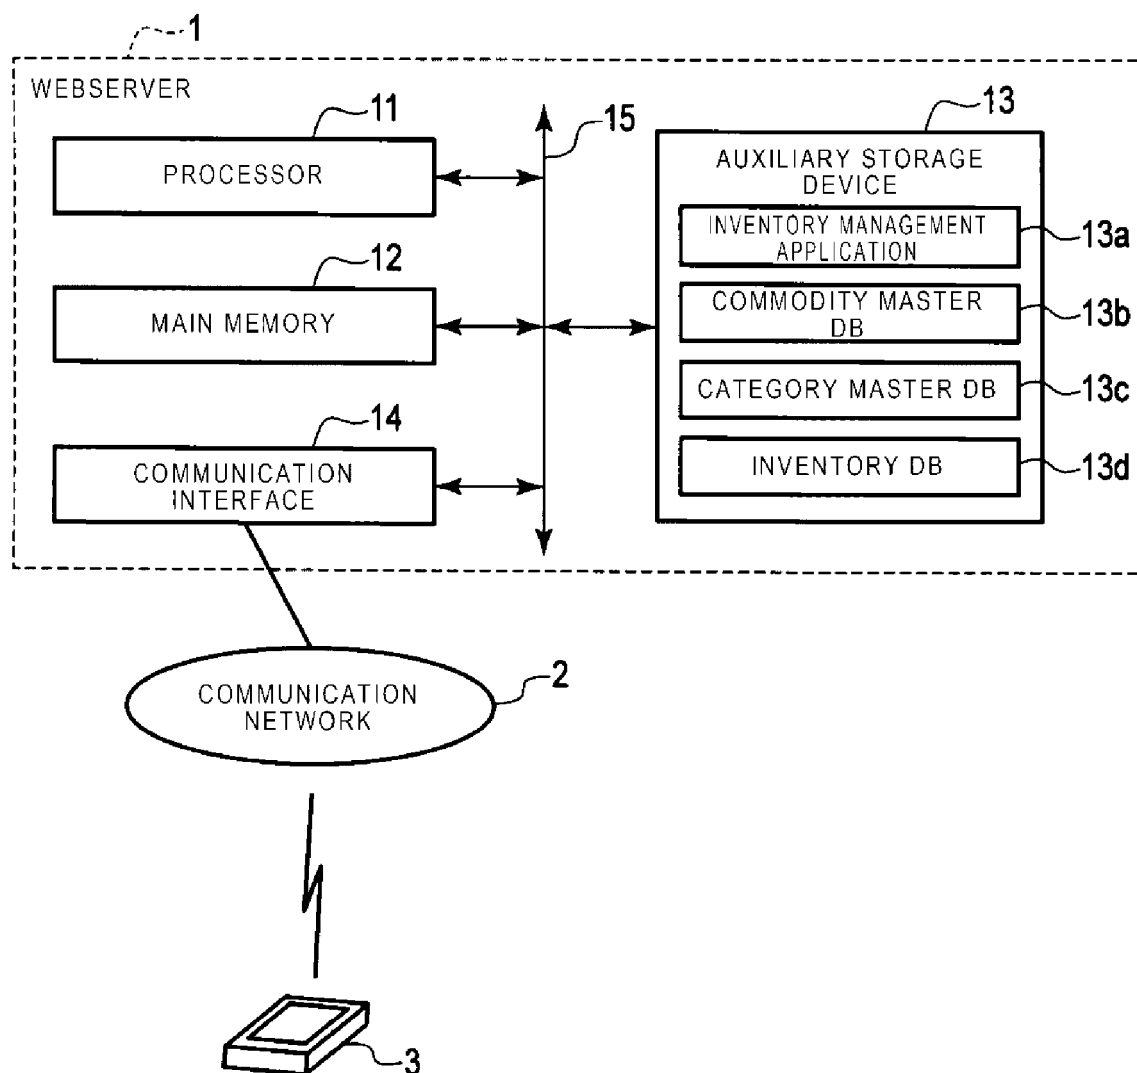 1
WEBSERVER
11
PROCESSOR
12
MAIN MEMORY
14
COMMUNICATION
INTERFACE
15
13
AUXILIARY STORAGE
DEVICE
INVENTORY MANAGEMENT
APPLICATION
13a
COMMODITY MASTER
DB
13b
CATEGORY MASTER DB
13c
INVENTORY DB
13d
COMMUNICATION
NETWORK
2
3